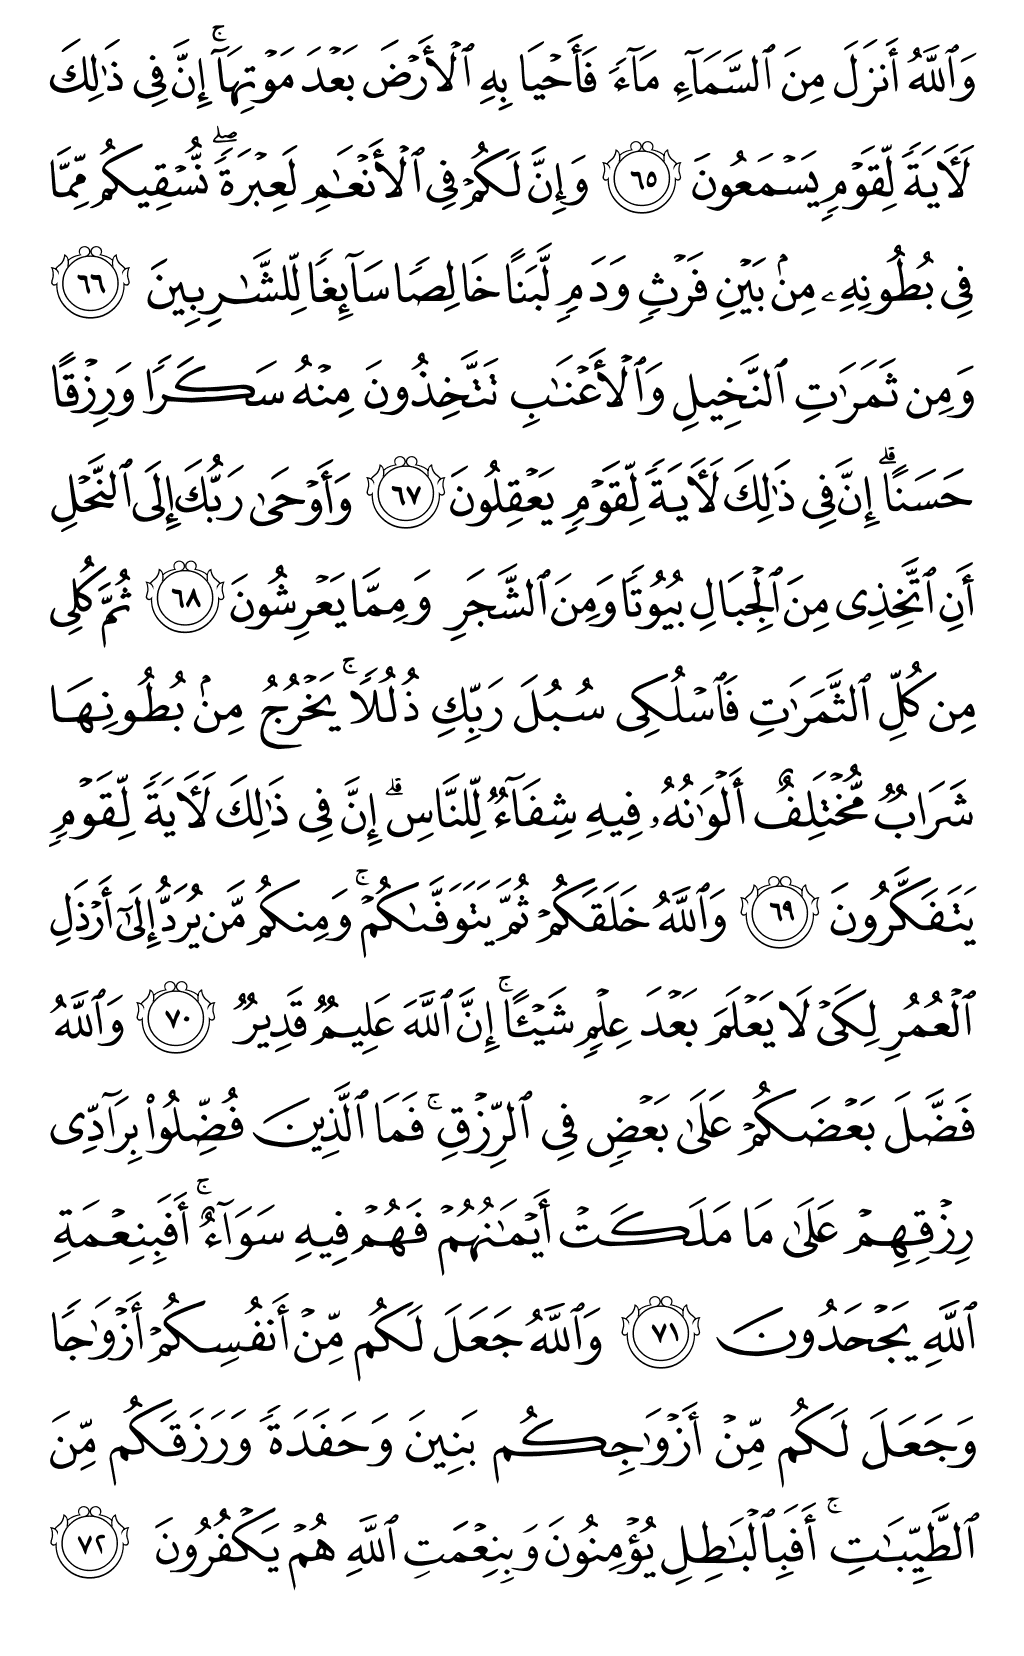 وَٱللَّهُ أَنزَلَ مِنَ ٱلسَّمَآءِ مَآءً فَأَحْيَا بِهِ ٱلْأَرْضَ بَعْدَ مَوْتِهَآ ۚ إِنَّ فِى ذَٰلِكَ
لَـَٔايَةً لِّقَوْمٍ يَسْمَعُونَ ٦٥ وَإِنَّ لَكُمْ فِى ٱلْأَنْعَٰمِ لَعِبْرَةً ۖ نُّسْقِيكُم مِّمَّا
فِى بُطُونِهِۦ مِنۢ بَيْنِ فَرْثٍ وَدَمٍ لَّبَنًا خَالِصًا سَآئِغًا لِّلشَّٰرِبِينَ ٦٦
وَمِن ثَمَرَٰتِ ٱلنَّخِيلِ وَٱلْأَعْنَٰبِ تَتَّخِذُونَ مِنْهُ سَكَرًا وَرِزْقًا
حَسَنًا ۗ إِنَّ فِى ذَٰلِكَ لَـَٔايَةً لِّقَوْمٍ يَعْقِلُونَ ٦٧ وَأَوْحَىٰ رَبُّكَ إِلَى ٱلنَّحْلِ
أَنِ ٱتَّخِذِى مِنَ ٱلْجِبَالِ بُيُوتًا وَمِنَ ٱلشَّجَرِ وَمِمَّا يَعْرِشُونَ ٦٨ ثُمَّ كُلِى
مِن كُلِّ ٱلثَّمَرَٰتِ فَٱسْلُكِى سُبُلَ رَبِّكِ ذُلُلًا ۚ يَخْرُجُ مِنۢ بُطُونِهَا
شَرَابٌ مُّخْتَلِفٌ أَلْوَٰنُهُۥ فِيهِ شِفَآءٌ لِّلنَّاسِ ۗ إِنَّ فِى ذَٰلِكَ لَـَٔايَةً لِّقَوْمٍ
يَتَفَكَّرُونَ ٦٩ وَٱللَّهُ خَلَقَكُمْ ثُمَّ يَتَوَفَّىٰكُمْ ۚ وَمِنكُم مَّن يُرَدُّ إِلَىٰٓ أَرْذَلِ
ٱلْعُمُرِ لِكَىْ لَا يَعْلَمَ بَعْدَ عِلْمٍ شَيْـًٔا ۚ إِنَّ ٱللَّهَ عَلِيمٌ قَدِيرٌ ٧٠ وَٱللَّهُ
فَضَّلَ بَعْضَكُمْ عَلَىٰ بَعْضٍ فِى ٱلرِّزْقِ ۚ فَمَا ٱلَّذِينَ فُضِّلُوا۟ بِرَآدِّى
رِزْقِهِمْ عَلَىٰ مَا مَلَكَتْ أَيْمَٰنُهُمْ فَهُمْ فِيهِ سَوَآءٌ ۚ أَفَبِنِعْمَةِ
ٱللَّهِ يَجْحَدُونَ ٧١ وَٱللَّهُ جَعَلَ لَكُم مِّنْ أَنفُسِكُمْ أَزْوَٰجًا
وَجَعَلَ لَكُم مِّنْ أَزْوَٰجِكُم بَنِينَ وَحَفَدَةً وَرَزَقَكُم مِّنَ
ٱلطَّيِّبَٰتِ ۚ أَفَبِٱلْبَٰطِلِ يُؤْمِنُونَ وَبِنِعْمَتِ ٱللَّهِ هُمْ يَكْفُرُونَ ٧٢